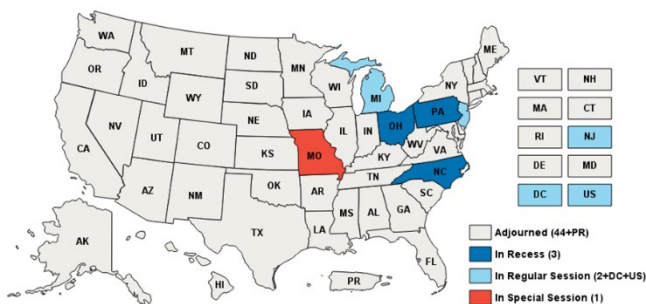 WA
MT
ND
MN
ME
OR
ID
SD
WI
NY
WY
MI
IA
PA
NE
NV
IL
IN
OH
UT
CO
WV
VA
CA
KS
MO
KY
NC
TN
AZ
OK
NM
AR
SC
MS
AL
GA
TX
LA
AK
FL
HI
PR
VT NH
MA CT
RI NJ
DE MD
DC US
Adjourned (44+PR)
In Recess (3)
In Regular Session (2+DC+US)
In Special Session (1)